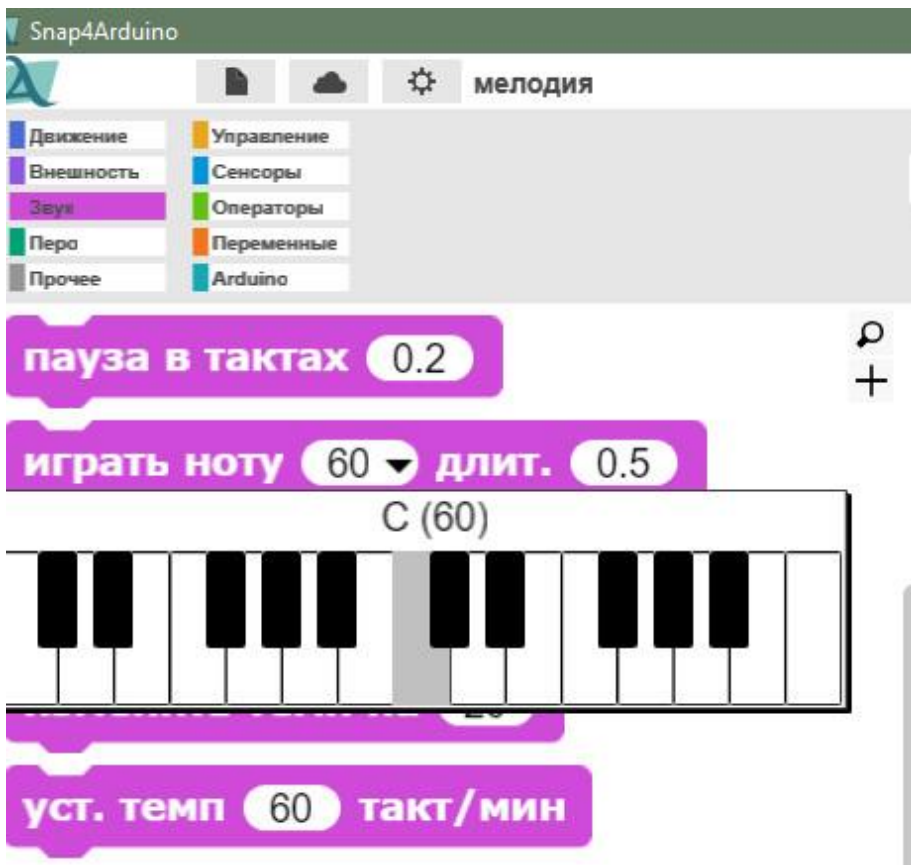 Snap4Arduino
мелодия
Движение
Внешность
Звук
Перо
Прочее
Управление
Сенсоры
Операторы
Переменные
Arduino
пауза в тактах 0.2
играть ноту 60 длит. 0.5
C (60)
уст. темп 60 такт/мин